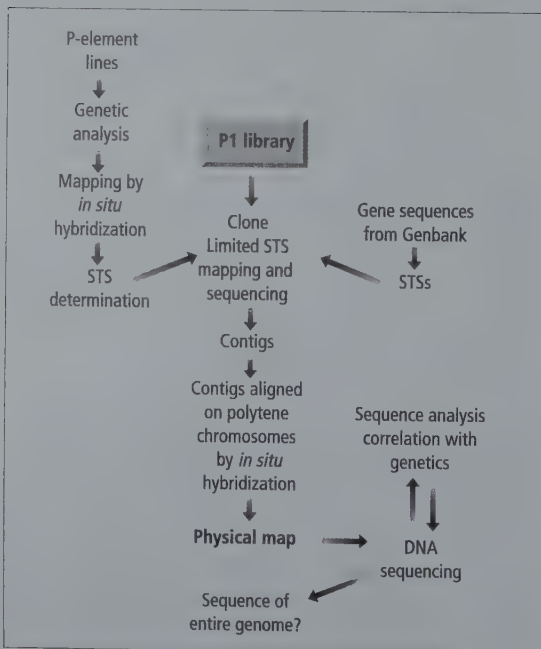 P-element
lines
Genetic
analysis
Mapping by
in situ
hybridization
STS
determination
P1 library
Clone
Limited STS
mapping and
sequencing
Contigs
Contigs aligned
on polytene
chromosomes
by in situ
hybridization
Physical map
Gene sequences
from Genbank
STSs
Sequence analysis
correlation with
genetics
DNA
sequencing
Sequence of
entire genome?